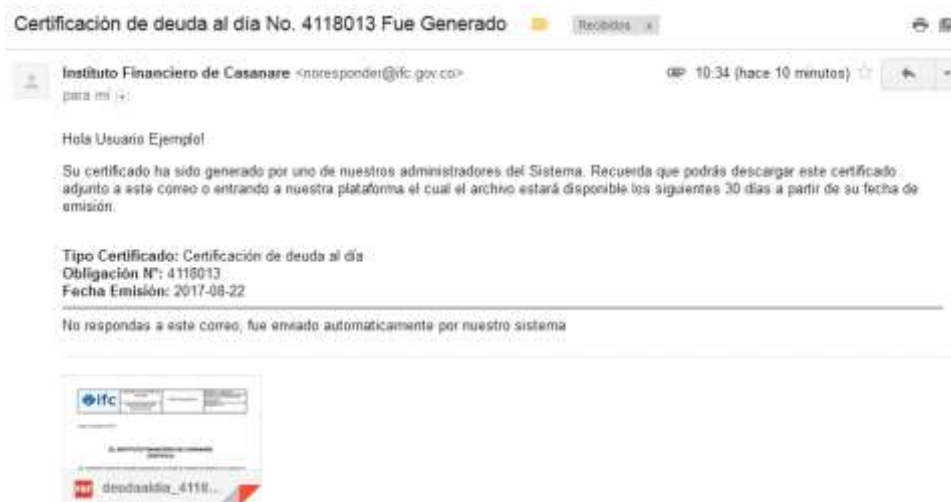 Certificación de deuda al día No. 4118013 Fue Generado
Recibidos x
Instituto Financiero de Casanare <noresponder@ifc.gov.co>
10:34 (hace 10 minutos)
para mí
Hola Usuario Ejemplo!
Su certificado ha sido generado por uno de nuestros administradores del Sistema. Recuerda que podrás descargar este certificado
adjunto a este correo o entrando a nuestra plataforma el cual el archivo estará disponible los siguientes 30 días a partir de su fecha de
emisión.
Tipo Certificado: Certificación de deuda al día
Obligación N°: 4118013
Fecha Emisión: 2017-08-22
No respondas a este correo, fue enviado automaticamente por nuestro sistema
ifc
PDF deudaaldia_4118...